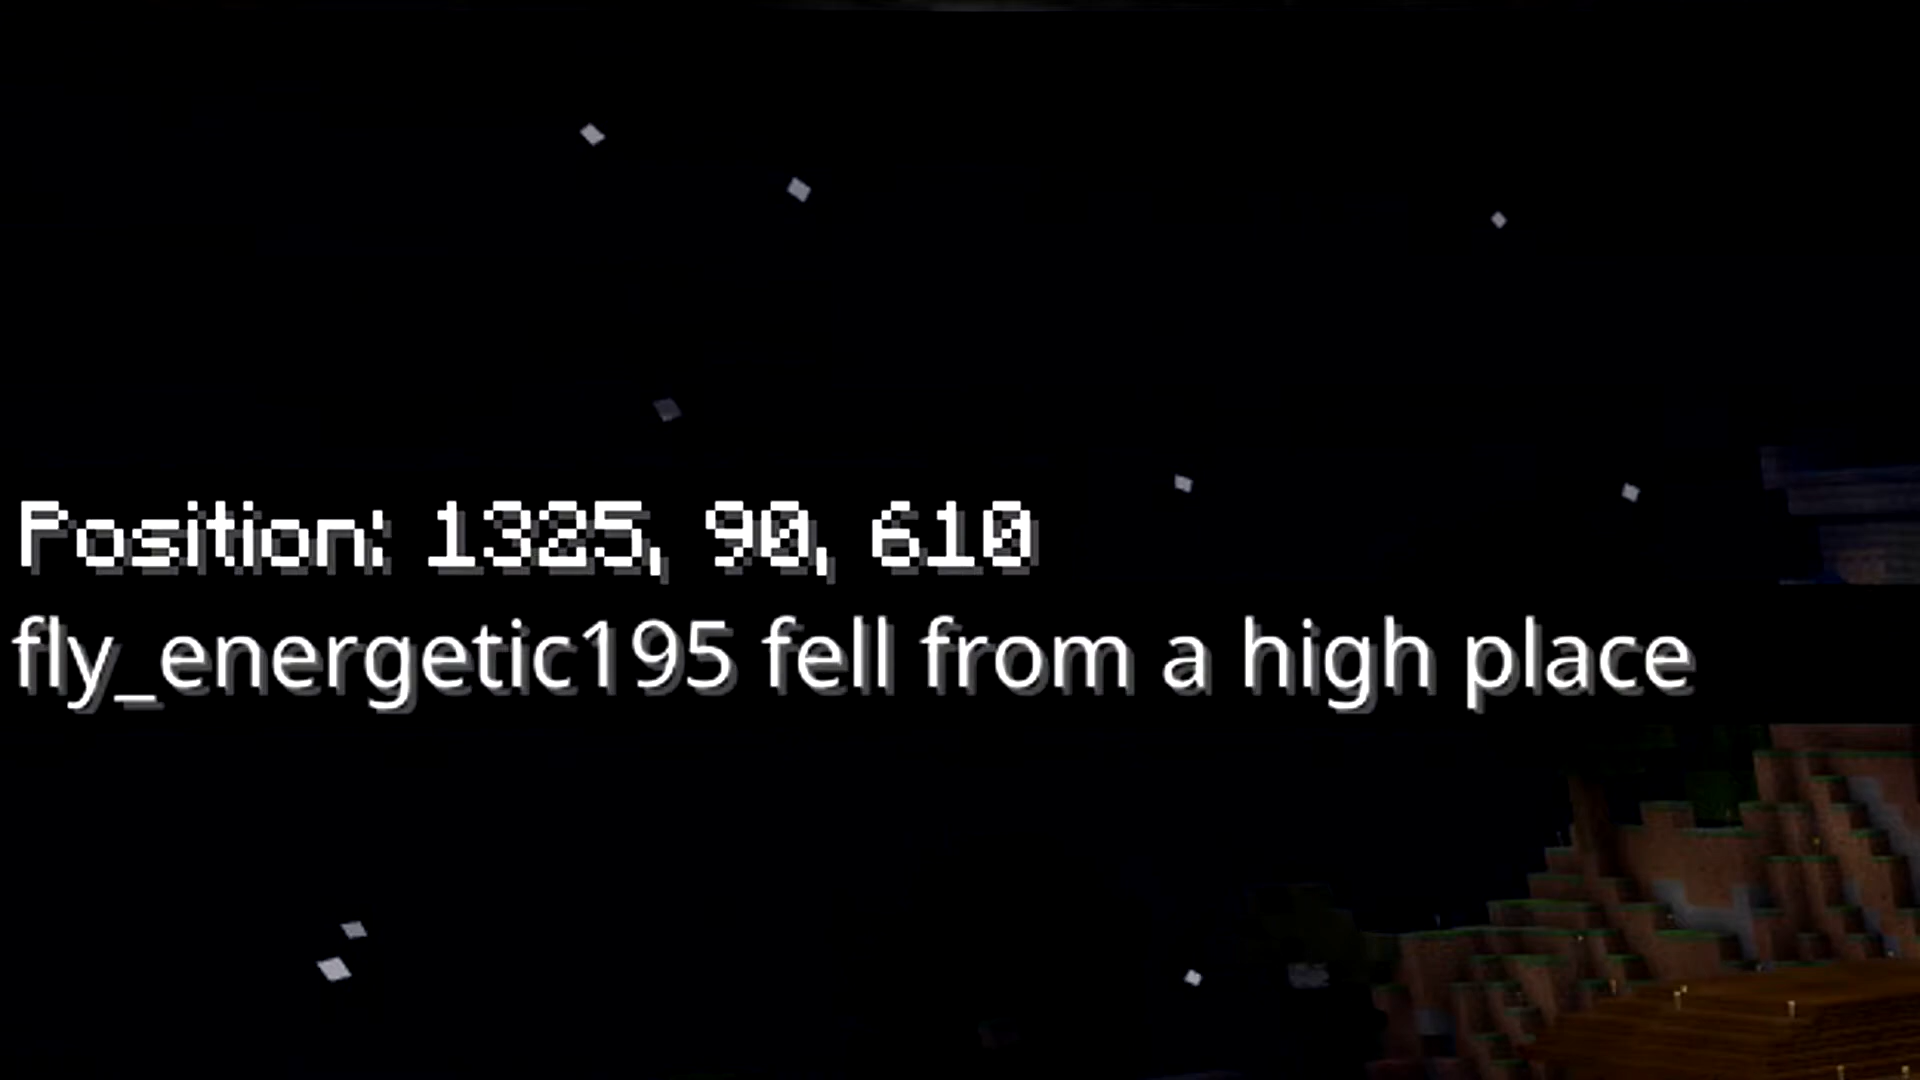 Position: 1325, 90, 610
fly_energetic195 fell from a high place